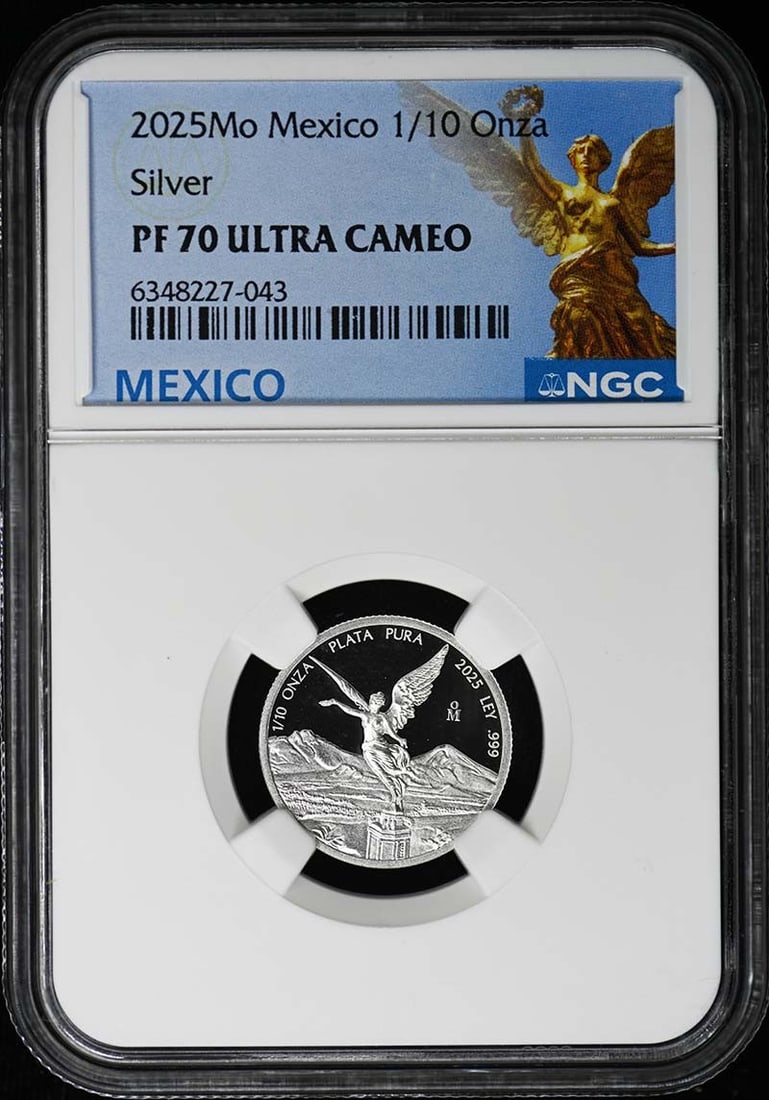 2025Mo Mexico 1/10 Onza
Silver
PF 70 ULTRA CAMEO
6348227-043
MEXICO
NGC
1/10 ONZA PLATA PURA 2025 LEY .999
oM